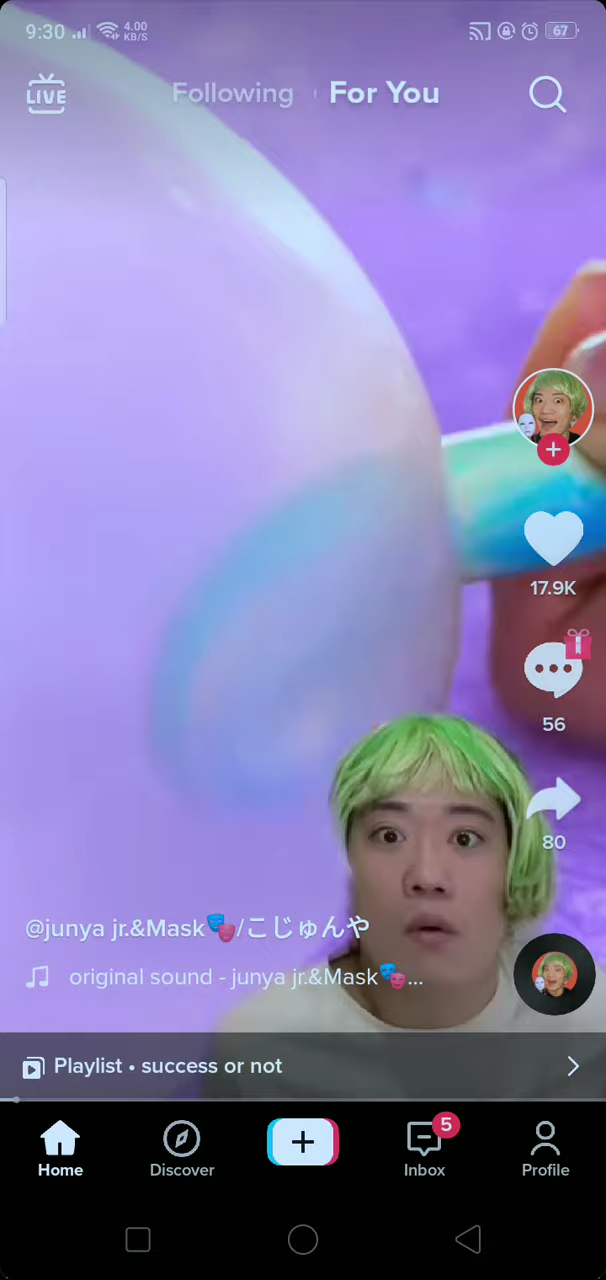 9:30 4.00 KB/S 67
LIVE Following For You
17.9K
56
80
@junya jr.&Mask🎭/こじゅんや
original sound - junya jr.&Mask🎭...
Playlist • success or not
5
Home Discover Inbox Profile